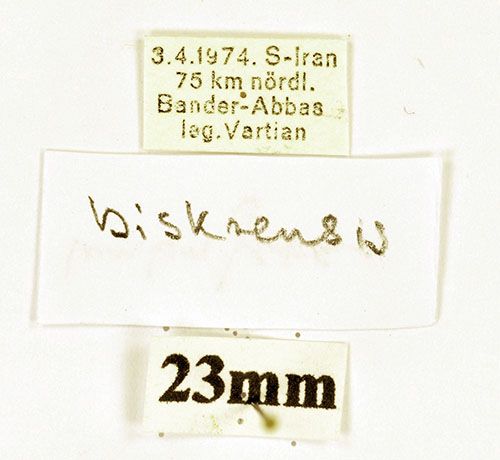 3.4.1974. S-Iran
75 km nördl.
Bander-Abbas
leg. Vartian
biskrensis
23mm